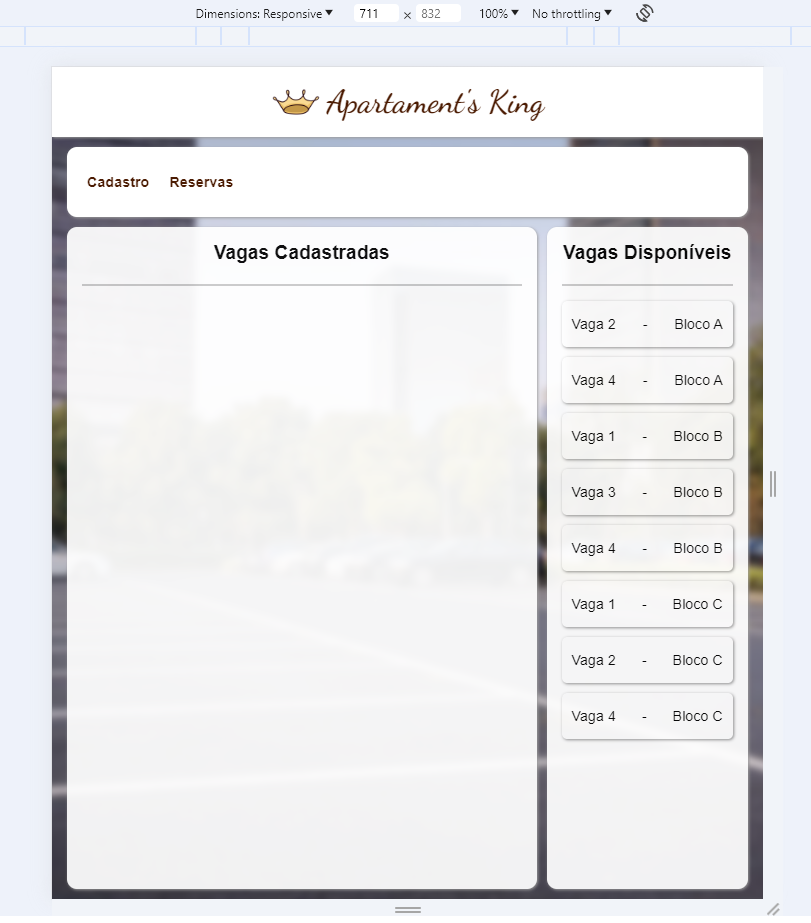 Dimensions: Responsive 711 x 832 100% No throttling
Apartament's King
Cadastro Reservas
Vagas Cadastradas
Vagas Disponíveis
Vaga 2 - Bloco A
Vaga 4 - Bloco A
Vaga 1 - Bloco B
Vaga 3 - Bloco B
Vaga 4 - Bloco B
Vaga 1 - Bloco C
Vaga 2 - Bloco C
Vaga 4 - Bloco C